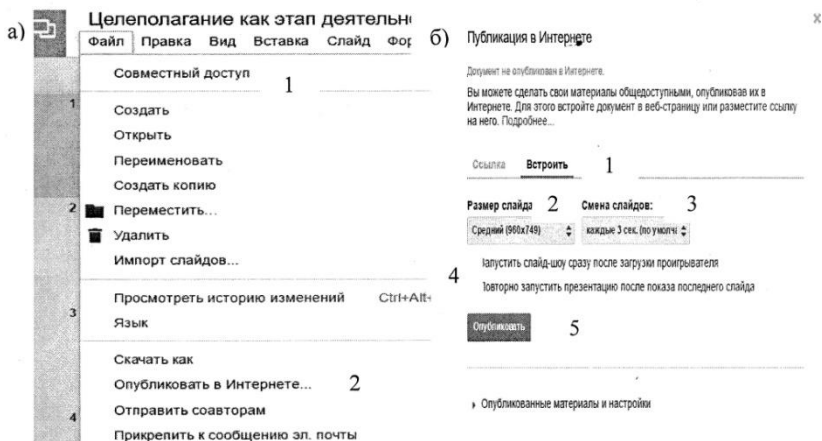 а)
Целеполагание как этап
Файл Правка Вид Вставка Слайд
Совместный доступ
1
1
Создать
Открыть
Переименовать
Создать копию
2
Переместить...
Удалить
Импорт слайдов...
3
Просмотреть историю изменений Ctrl+Alt+
Язык
Скачать как
Опубликовать в Интернете... 2
4
Отправить соавторам
Прикрепить к сообщению эл. почты
б)
x
Публикация в Интернете
Документ не опубликован в Интернете.
Вы можете сделать свои материалы общедоступными, опубликовав их в
Интернете. Для этого встройте документ в веб-страницу или разместите ссылку
на него. Подробнее...
Ссылка Встроить 1
Размер слайда 2 Смена слайдов: 3
Средний (960x749) каждые 3 сек. (по умолч
4
апустить слайд-шоу сразу после загрузки проигрывателя
овторно запустить презентацию после показа последнего слайда
Опубликовать 5
Опубликованные материалы и настройки